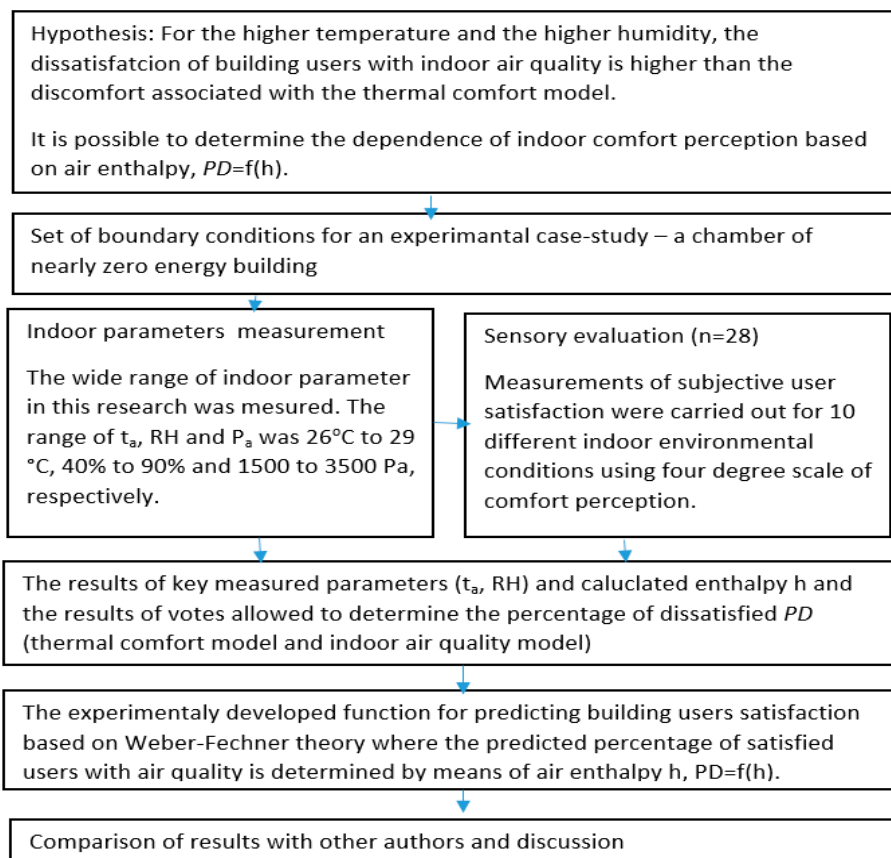 Hypothesis: For the higher temperature and the higher humidity, the
dissatisfatcion of building users with indoor air quality is higher than the
discomfort associated with the thermal comfort model.
It is possible to determine the dependence of indoor comfort perception based
on air enthalpy, PD=f(h).
Set of boundary conditions for an experimantal case-study – a chamber of
nearly zero energy building
Indoor parameters measurement
The wide range of indoor parameter
in this research was mesured. The
range of tₐ, RH and Pₐ was 26°C to 29
°C, 40% to 90% and 1500 to 3500 Pa,
respectively.
Sensory evaluation (n=28)
Measurements of subjective user
satisfaction were carried out for 10
different indoor environmental
conditions using four degree scale of
comfort perception.
The results of key measured parameters (tₐ, RH) and caluclated enthalpy h and
the results of votes allowed to determine the percentage of dissatisfied PD
(thermal comfort model and indoor air quality model)
The experimentaly developed function for predicting building users satisfaction
based on Weber-Fechner theory where the predicted percentage of satisfied
users with air quality is determined by means of air enthalpy h, PD=f(h).
Comparison of results with other authors and discussion